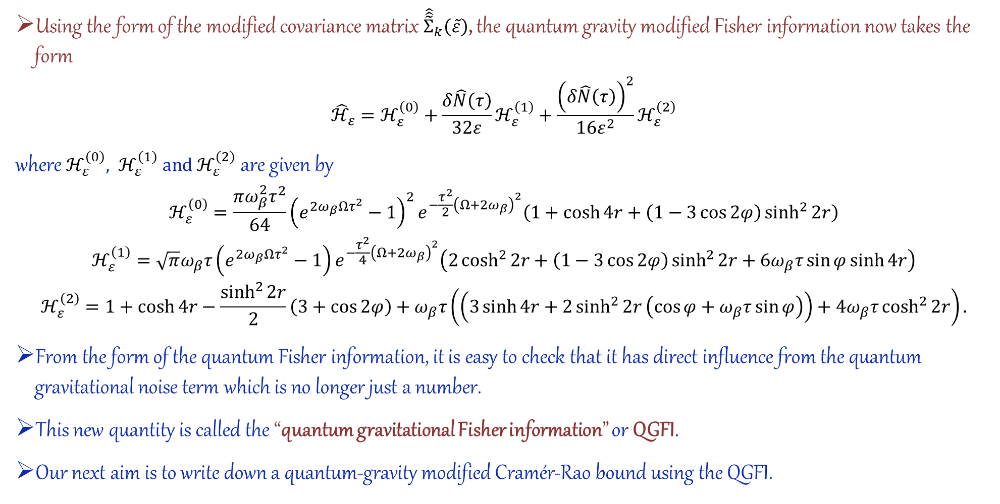 ➢Using the form of the modified covariance matrix $\hat{\hat{\tilde{\tilde{\Sigma}}}}_k(\tilde{\varepsilon})$, the quantum gravity modified Fisher information now takes the
form
$\widehat{\mathcal{H}}_\varepsilon = \mathcal{H}_\varepsilon^{(0)} + \frac{\delta\widehat{N}(\tau)}{32\varepsilon}\mathcal{H}_\varepsilon^{(1)} + \frac{\left(\delta\widehat{N}(\tau)\right)^2}{16\varepsilon^2}\mathcal{H}_\varepsilon^{(2)}$
where $\mathcal{H}_\varepsilon^{(0)}$, $\mathcal{H}_\varepsilon^{(1)}$ and $\mathcal{H}_\varepsilon^{(2)}$ are given by
$\mathcal{H}_\varepsilon^{(0)} = \frac{\pi\omega_\beta^2\tau^2}{64}\left(e^{2\omega_\beta\Omega\tau^2} - 1\right)^2 e^{-\frac{\tau^2}{2}(\Omega+2\omega_\beta)^2}(1 + \cosh 4r + (1 - 3\cos 2\varphi)\sinh^2 2r)$
$\mathcal{H}_\varepsilon^{(1)} = \sqrt{\pi}\omega_\beta\tau\left(e^{2\omega_\beta\Omega\tau^2} - 1\right)e^{-\frac{\tau^2}{4}(\Omega+2\omega_\beta)^2}(2\cosh^2 2r + (1 - 3\cos 2\varphi)\sinh^2 2r + 6\omega_\beta\tau\sin\varphi\sinh 4r)$
$\mathcal{H}_\varepsilon^{(2)} = 1 + \cosh 4r - \frac{\sinh^2 2r}{2}(3 + \cos 2\varphi) + \omega_\beta\tau\left(\left(3\sinh 4r + 2\sinh^2 2r\left(\cos\varphi + \omega_\beta\tau\sin\varphi\right)\right) + 4\omega_\beta\tau\cosh^2 2r\right).$
➢From the form of the quantum Fisher information, it is easy to check that it has direct influence from the quantum
gravitational noise term which is no longer just a number.
➢This new quantity is called the “quantum gravitational Fisher information” or QGFI.
➢Our next aim is to write down a quantum-gravity modified Cramér-Rao bound using the QGFI.